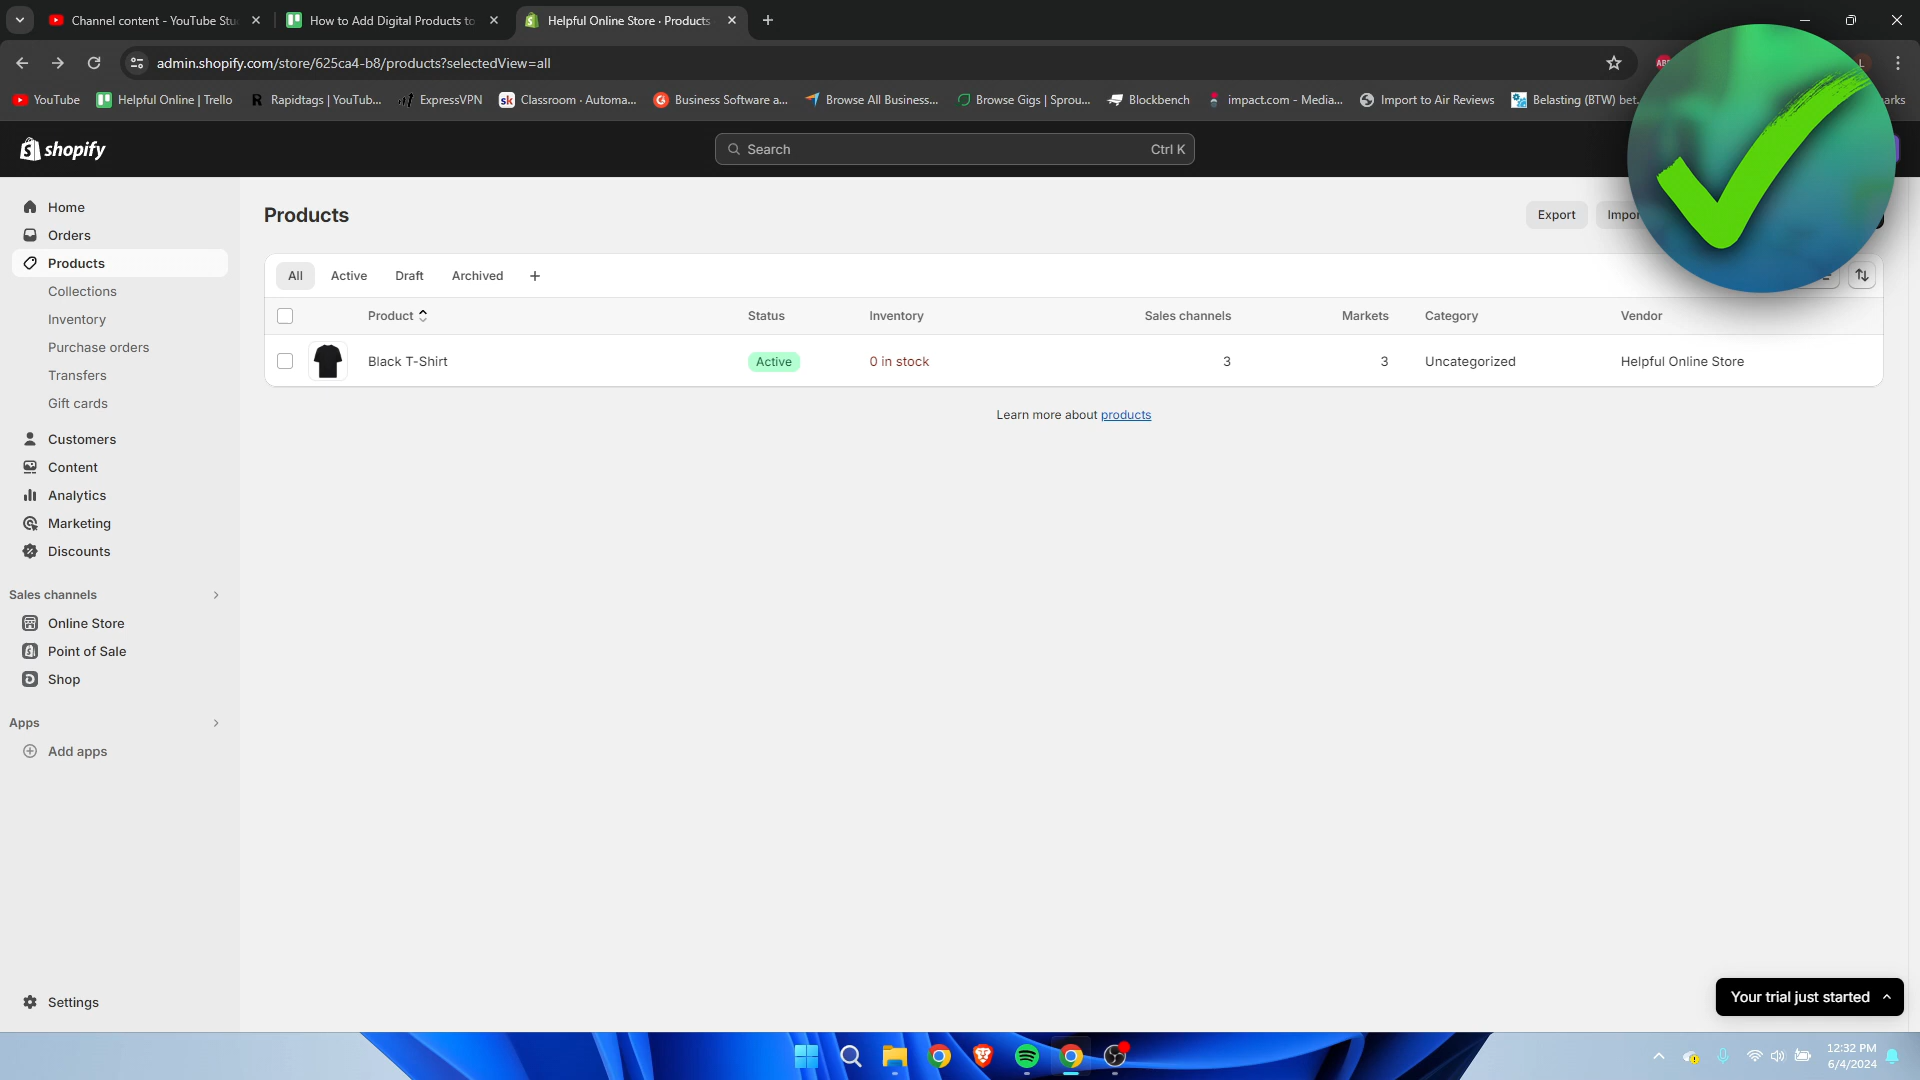 Channel content - YouTube Stu
How to Add Digital Products to
Helpful Online Store · Products
admin.shopify.com/store/625ca4-b8/products?selectedView=all
YouTube
Helpful Online | Trello
Rapidtags | YouTub...
ExpressVPN
Classroom · Automa...
Business Software a...
Browse All Business...
Browse Gigs | Sprou...
Blockbench
impact.com - Media...
Import to Air Reviews
Belasting (BTW) bet
shopify
Search
Ctrl K
Home
Orders
Products
Collections
Inventory
Purchase orders
Transfers
Gift cards
Customers
Content
Analytics
Marketing
Discounts
Sales channels
Online Store
Point of Sale
Shop
Apps
Add apps
Settings
Products
Export
Impor
All
Active
Draft
Archived
Product
Status
Inventory
Sales channels
Markets
Category
Vendor
Black T-Shirt
Active
0 in stock
3
3
Uncategorized
Helpful Online Store
Learn more about products
Your trial just started
12:32 PM
6/4/2024